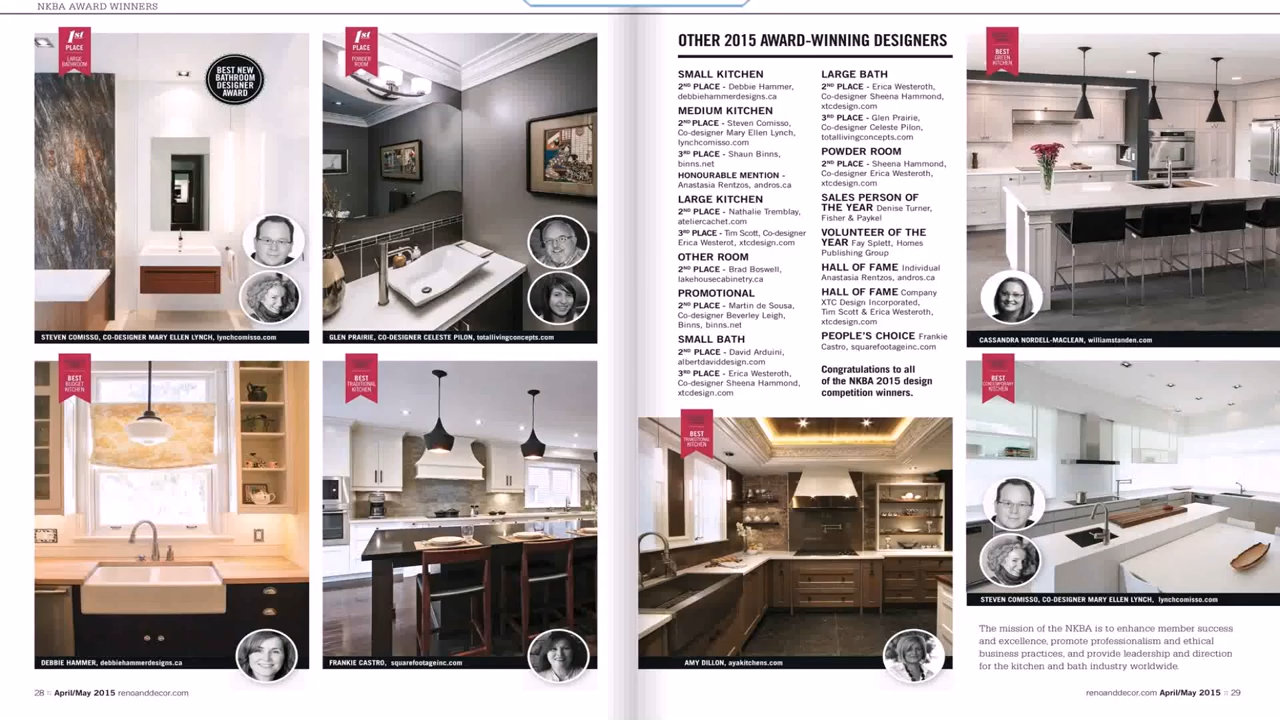 NKBA AWARD WINNERS
1st
PLACE
LARGE
BATHROOM
BEST NEW
BATHROOM
DESIGNER
AWARD
STEVEN COMISSO, CO-DESIGNER MARY ELLEN LYNCH, lynchcomisso.com
1st
PLACE
POWDER
ROOM
GLEN PRAIRIE, CO-DESIGNER CELESTE PILON, totallivingconcepts.com
BEST
BUDGET
KITCHEN
DEBBIE HAMMER, debbiehammerdesigns.ca
BEST
TRADITIONAL
KITCHEN
FRANKIE CASTRO, squarefootageinc.com
28 :: April/May 2015 renoanddecor.com
OTHER 2015 AWARD-WINNING DESIGNERS
SMALL KITCHEN
2ND PLACE - Debbie Hammer,
debbiehammerdesigns.ca
MEDIUM KITCHEN
2ND PLACE - Steven Comisso,
Co-designer Mary Ellen Lynch,
lynchcomisso.com
3RD PLACE - Shaun Binns,
binns.net
HONOURABLE MENTION -
Anastasia Rentzos, andros.ca
LARGE KITCHEN
2ND PLACE - Nathalie Tremblay,
ateliercachet.com
3RD PLACE - Tim Scott, Co-designer
Erica Westerot, xtcdesign.com
OTHER ROOM
2ND PLACE - Brad Boswell,
lakehousecabinetry.ca
PROMOTIONAL
2ND PLACE - Martin de Sousa,
Co-designer Beverley Leigh,
Binns, binns.net
SMALL BATH
2ND PLACE - David Arduini,
albertdaviddesign.com
3RD PLACE - Erica Westeroth,
Co-designer Sheena Hammond,
xtcdesign.com
LARGE BATH
2ND PLACE - Erica Westeroth,
Co-designer Sheena Hammond,
xtcdesign.com
3RD PLACE - Glen Prairie,
Co-designer Celeste Pilon,
totallivingconcepts.com
POWDER ROOM
2ND PLACE - Sheena Hammond,
Co-designer Erica Westeroth,
xtcdesign.com
SALES PERSON OF
THE YEAR Denise Turner,
Fisher & Paykel
VOLUNTEER OF THE
YEAR Fay Splett, Homes
Publishing Group
HALL OF FAME Individual
Anastasia Rentzos, andros.ca
HALL OF FAME Company
XTC Design Incorporated,
Tim Scott & Erica Westeroth,
xtcdesign.com
PEOPLE'S CHOICE Frankie
Castro, squarefootageinc.com
Congratulations to all
of the NKBA 2015 design
competition winners.
BEST
TRANSITIONAL
KITCHEN
AMY DILLON, ayakitchens.com
BEST
GREEN
KITCHEN
CASSANDRA NORDELL-MACLEAN, williamstanden.com
BEST
CONTEMPORARY
KITCHEN
STEVEN COMISSO, CO-DESIGNER MARY ELLEN LYNCH, lynchcomisso.com
The mission of the NKBA is to enhance member success
and excellence, promote professionalism and ethical
business practices, and provide leadership and direction
for the kitchen and bath industry worldwide.
renoanddecor.com April/May 2015 :: 29